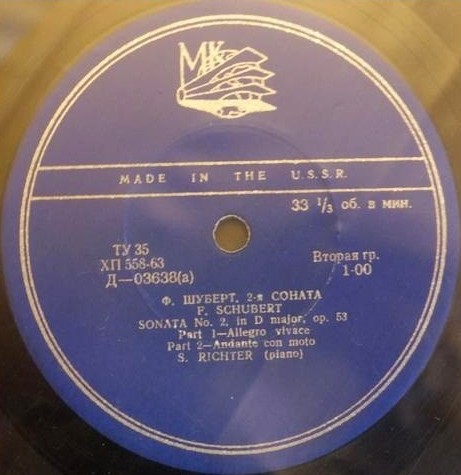 МК
MADE IN THE U.S.S.R.
33 1/3 об. в мин.
ТУ 35
ХП 558-63
Д—03638(а)
Вторая гр.
1-00
Ф. ШУБЕРТ, 2-я СОНАТА
F. SCHUBERT
SONATA No. 2, in D major, op. 53
Part 1—Allegro vivace
Part 2—Andante con moto
S. RICHTER (piano)